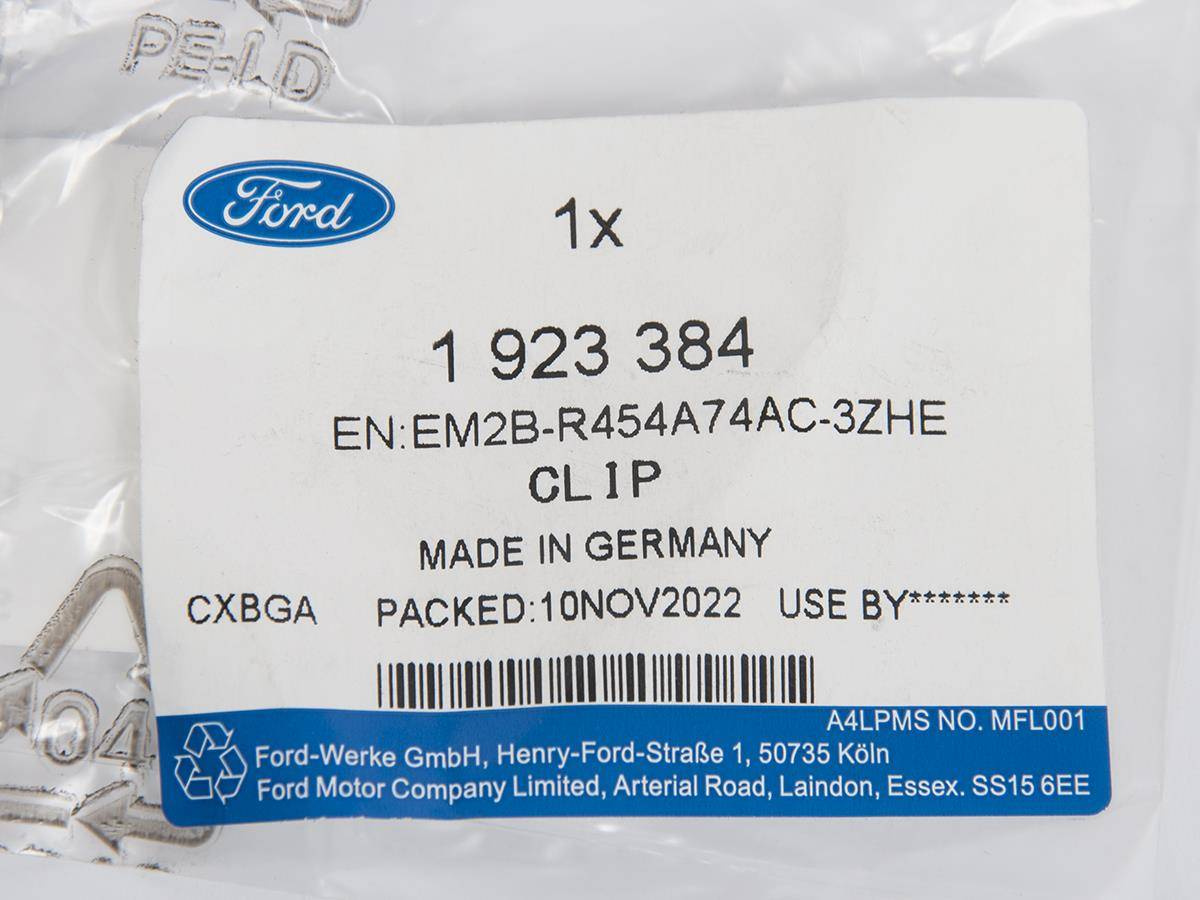 PE-LD
Ford
1x
1 923 384
EN:EM2B-R454A74AC-3ZHE
CLIP
MADE IN GERMANY
CXBGA PACKED:10NOV2022 USE BY*******
A4LPMS NO. MFL001
Ford-Werke GmbH, Henry-Ford-Straße 1, 50735 Köln
Ford Motor Company Limited, Arterial Road, Laindon, Essex. SS15 6EE
04